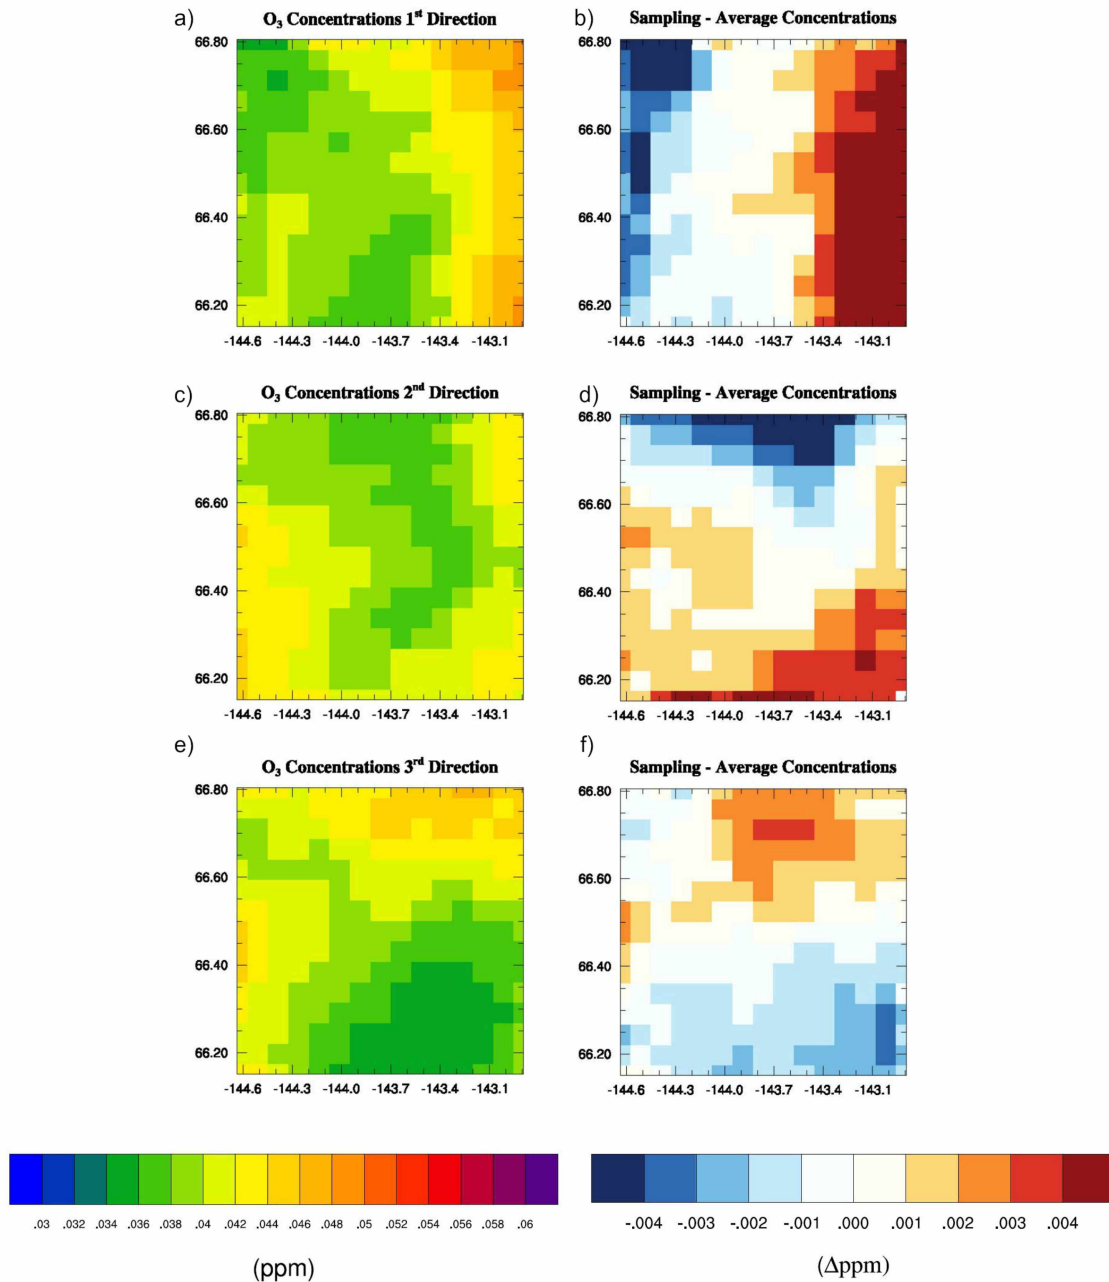 a) O₃ Concentrations 1ˢᵗ Direction
66.80
66.60
66.40
66.20
-144.6 -144.3 -144.0 -143.7 -143.4 -143.1
b) Sampling - Average Concentrations
66.80
66.60
66.40
66.20
-144.6 -144.3 -144.0 -143.7 -143.4 -143.1
c) O₃ Concentrations 2ⁿᵈ Direction
66.80
66.60
66.40
66.20
-144.6 -144.3 -144.0 -143.7 -143.4 -143.1
d) Sampling - Average Concentrations
66.80
66.60
66.40
66.20
-144.6 -144.3 -144.0 -143.7 -143.4 -143.1
e) O₃ Concentrations 3ʳᵈ Direction
66.80
66.60
66.40
66.20
-144.6 -144.3 -144.0 -143.7 -143.4 -143.1
f) Sampling - Average Concentrations
66.80
66.60
66.40
66.20
-144.6 -144.3 -144.0 -143.7 -143.4 -143.1
.03 .032 .034 .036 .038 .04 .042 .044 .046 .048 .05 .052 .054 .056 .058 .06
(ppm)
-.004 -.003 -.002 -.001 .000 .001 .002 .003 .004
(Δppm)